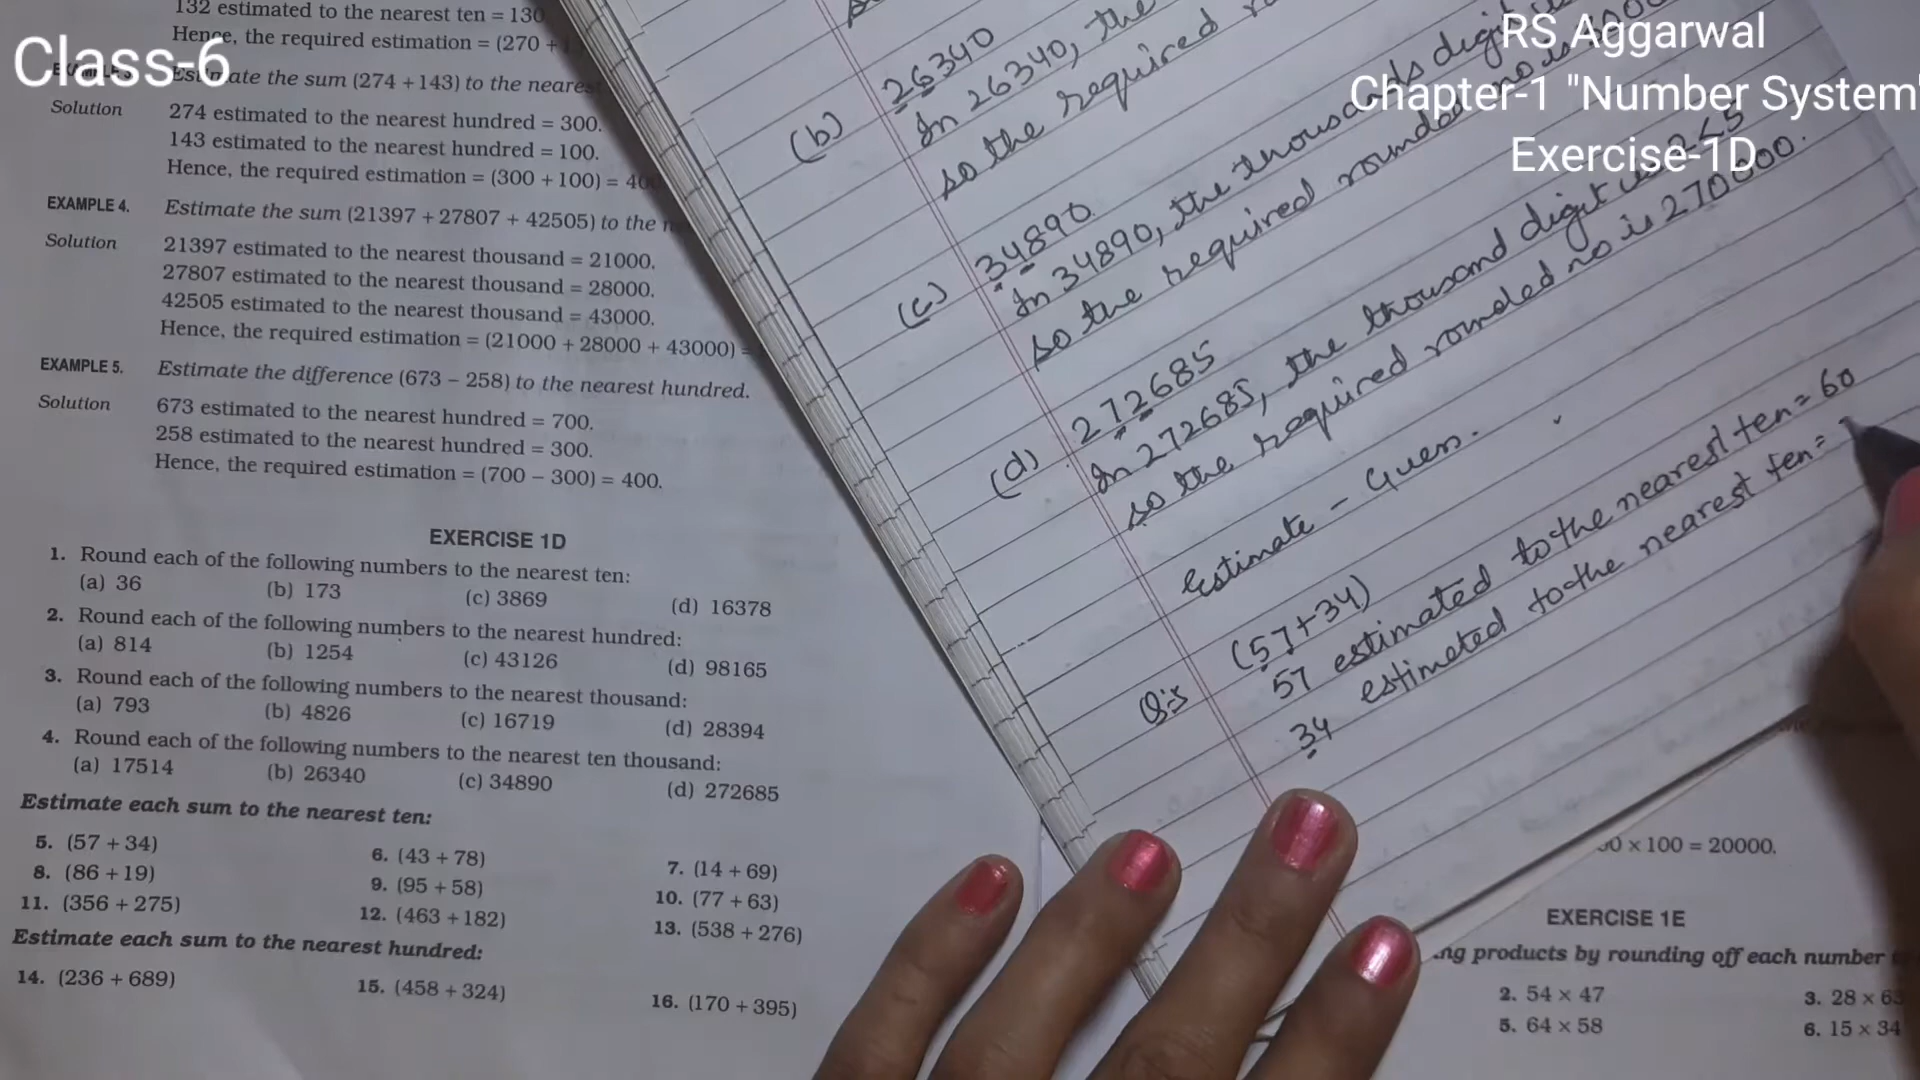 Class-6
RS Aggarwal
Chapter-1 "Number System"
Exercise-1D
132 estimated to the nearest ten = 130
Hence, the required estimation = (270 +
Estimate the sum (274 + 143) to the neares
Solution
274 estimated to the nearest hundred = 300.
143 estimated to the nearest hundred = 100.
Hence, the required estimation = (300 + 100) = 40
EXAMPLE 4. Estimate the sum (21397 + 27807 + 42505) to the
Solution
21397 estimated to the nearest thousand = 21000.
27807 estimated to the nearest thousand = 28000.
42505 estimated to the nearest thousand = 43000.
Hence, the required estimation = (21000 + 28000 + 43000) =
EXAMPLE 5. Estimate the difference (673 – 258) to the nearest hundred.
Solution
673 estimated to the nearest hundred = 700.
258 estimated to the nearest hundred = 300.
Hence, the required estimation = (700 – 300) = 400.
EXERCISE 1D
1. Round each of the following numbers to the nearest ten:
(a) 36 (b) 173 (c) 3869 (d) 16378
2. Round each of the following numbers to the nearest hundred:
(a) 814 (b) 1254 (c) 43126 (d) 98165
3. Round each of the following numbers to the nearest thousand:
(a) 793 (b) 4826 (c) 16719 (d) 28394
4. Round each of the following numbers to the nearest ten thousand:
(a) 17514 (b) 26340 (c) 34890 (d) 272685
Estimate each sum to the nearest ten:
5. (57 + 34) 6. (43 + 78) 7. (14 + 69)
8. (86 + 19) 9. (95 + 58) 10. (77 + 63)
11. (356 + 275) 12. (463 + 182) 13. (538 + 276)
Estimate each sum to the nearest hundred:
14. (236 + 689) 15. (458 + 324) 16. (170 + 395)
(b) 26340
In 26340, the
so the required
(c) 34890
In 34890, the thousands digit
so the required rounded no is
(d) 272685
In 272685, the thousand digit is 2<5
so the required rounded no is 270000.
Estimate - Guess.
Q:5 (57+34)
57 estimated to the nearest ten = 60
34 estimated to the nearest ten =
0 × 100 = 20000.
EXERCISE 1E
ng products by rounding off each number
2. 54 × 47 3. 28 × 63
5. 64 × 58 6. 15 × 34